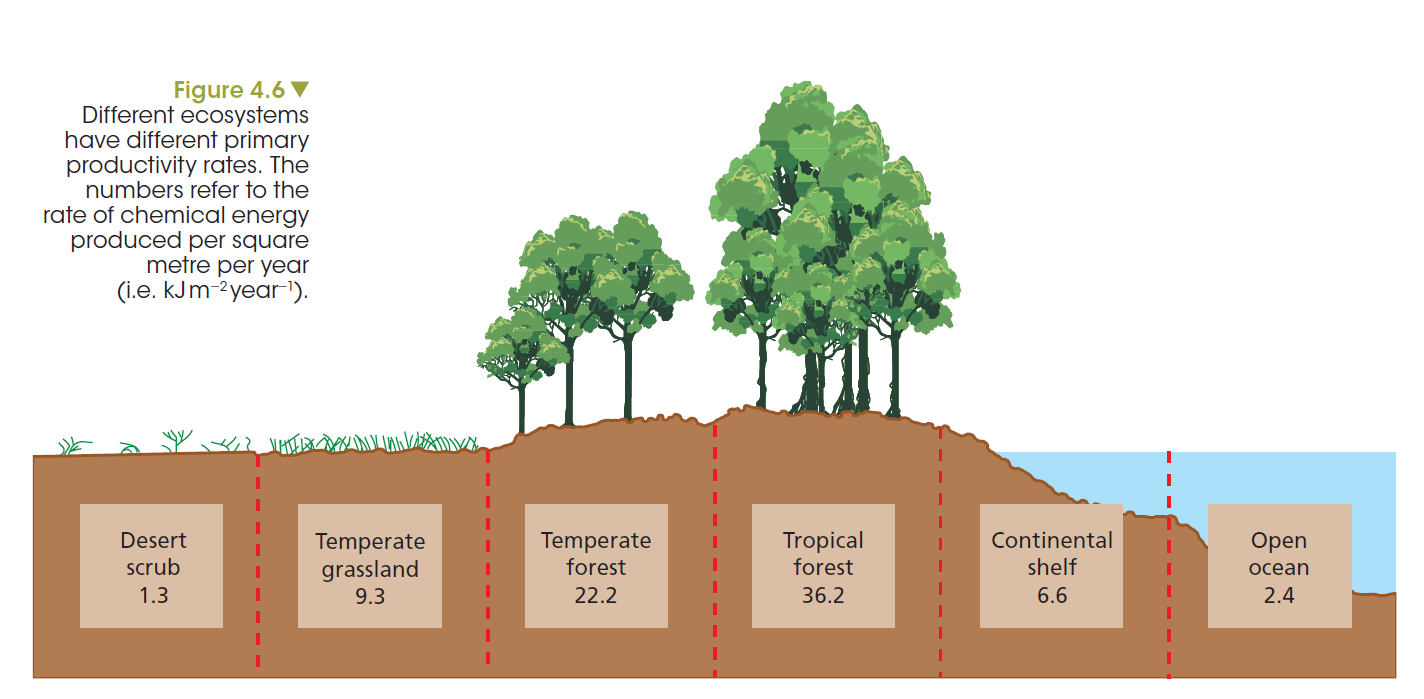 Figure 4.6 ▼
Different ecosystems
have different primary
productivity rates. The
numbers refer to the
rate of chemical energy
produced per square
metre per year
(i.e. kJ m⁻² year⁻¹).
Desert
scrub
1.3
Temperate
grassland
9.3
Temperate
forest
22.2
Tropical
forest
36.2
Continental
shelf
6.6
Open
ocean
2.4